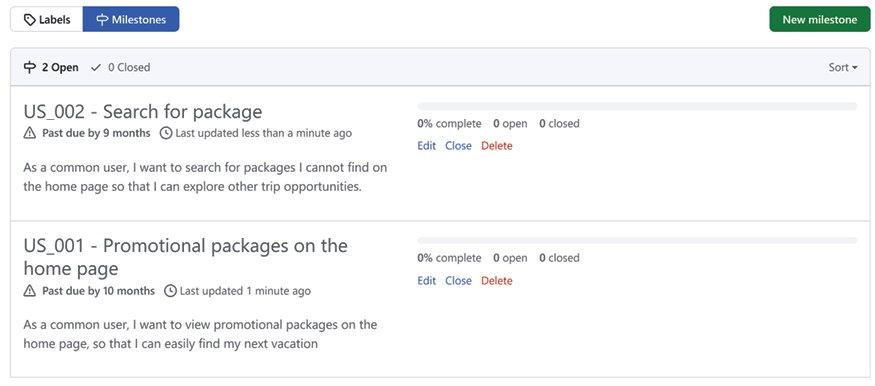 Labels Milestones New milestone
2 Open 0 Closed Sort
US_002 - Search for package
Past due by 9 months Last updated less than a minute ago
As a common user, I want to search for packages I cannot find on
the home page so that I can explore other trip opportunities.
0% complete 0 open 0 closed
Edit Close Delete
US_001 - Promotional packages on the
home page
Past due by 10 months Last updated 1 minute ago
As a common user, I want to view promotional packages on the
home page, so that I can easily find my next vacation
0% complete 0 open 0 closed
Edit Close Delete